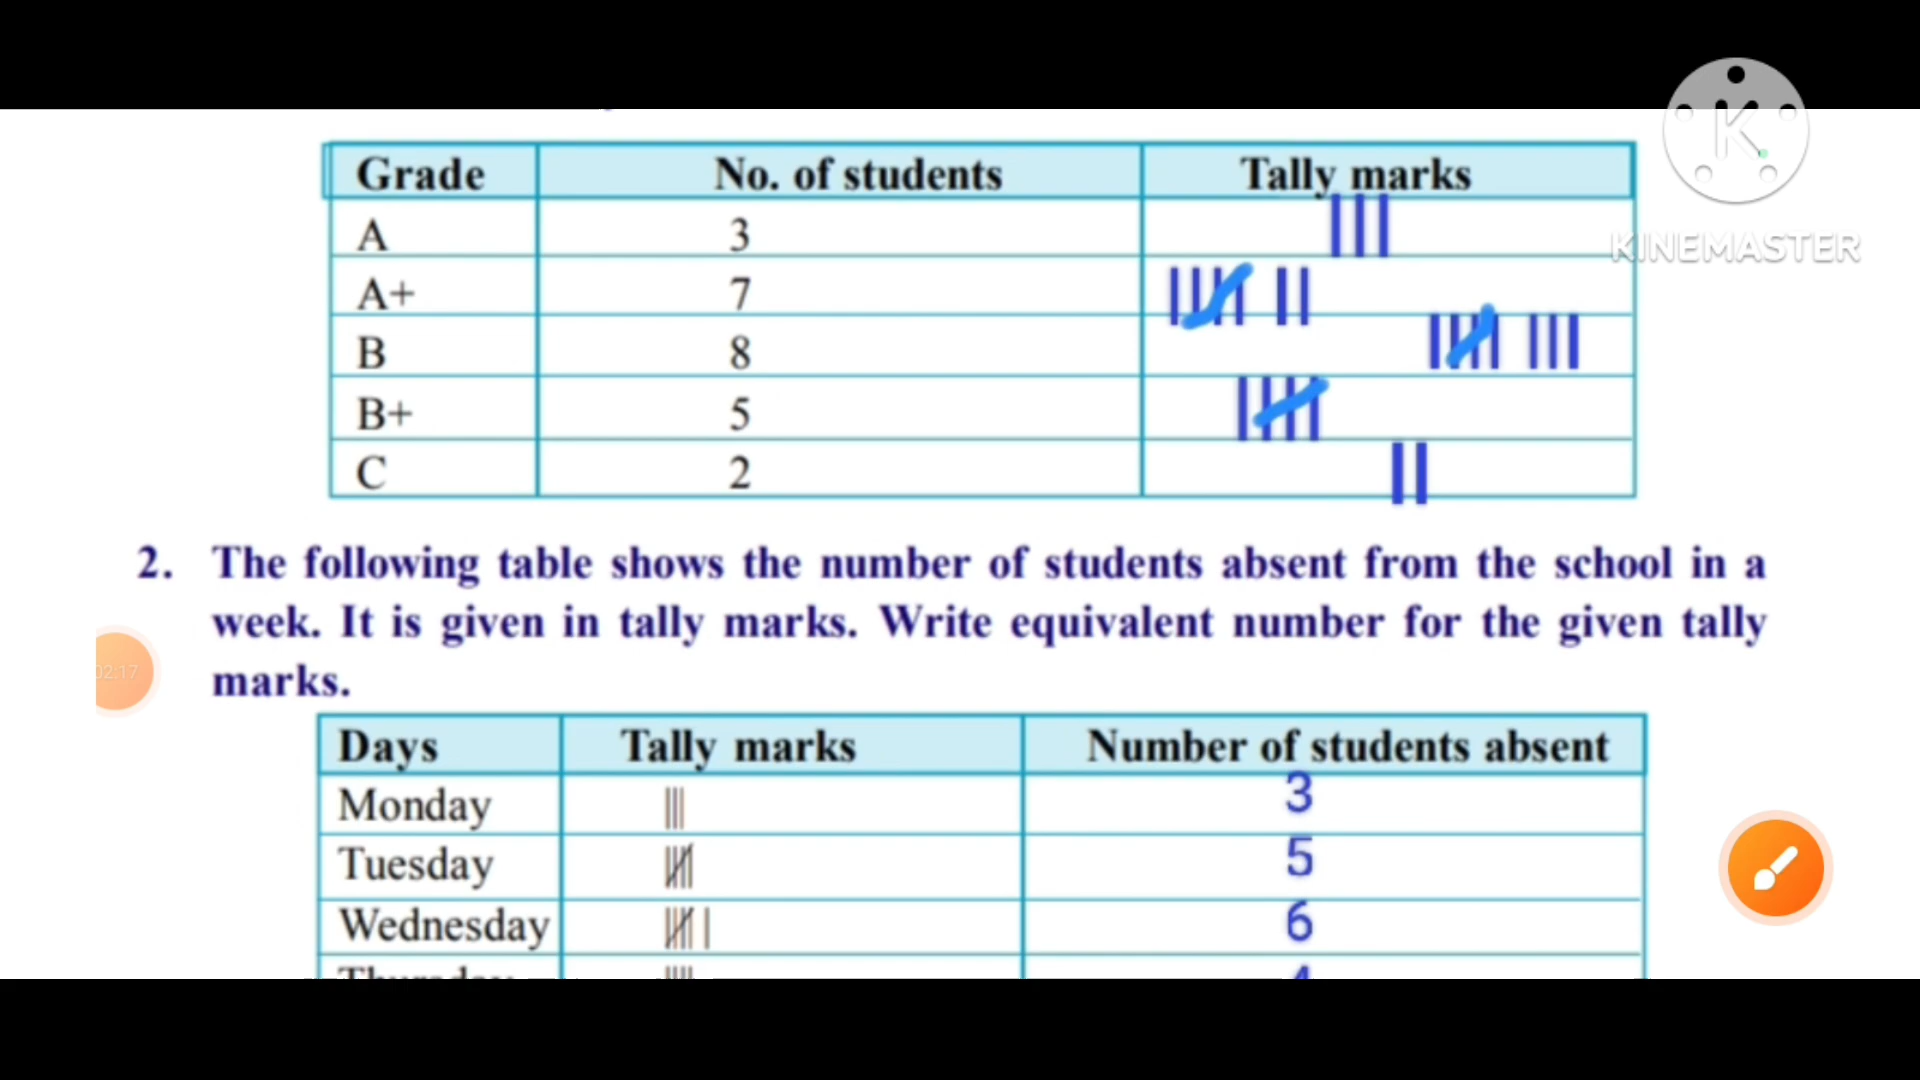 Grade No. of students Tally marks
A 3
A+ 7
B 8
B+ 5
C 2
KINEMASTER
2. The following table shows the number of students absent from the school in a
week. It is given in tally marks. Write equivalent number for the given tally
marks.
02:17
Days Tally marks Number of students absent
Monday 3
Tuesday 5
Wednesday 6